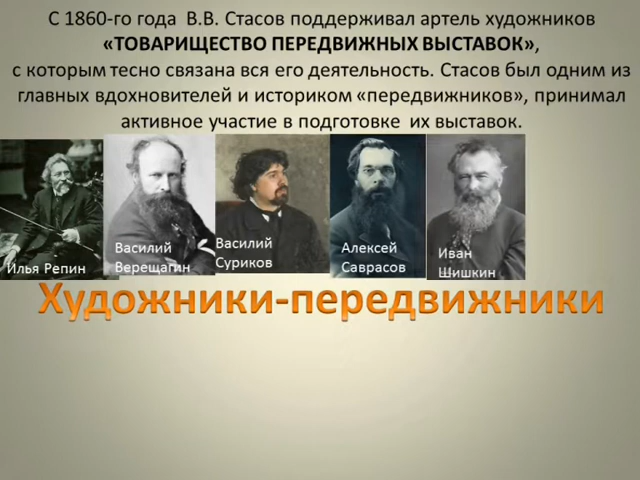 С 1860-го года В.В. Стасов поддерживал артель художников
«ТОВАРИЩЕСТВО ПЕРЕДВИЖНЫХ ВЫСТАВОК»,
с которым тесно связана вся его деятельность. Стасов был одним из
главных вдохновителей и историком «передвижников», принимал
активное участие в подготовке их выставок.
Илья Репин
Василий
Верещагин
Василий
Суриков
Алексей
Саврасов
Иван
Шишкин
Художники-передвижники